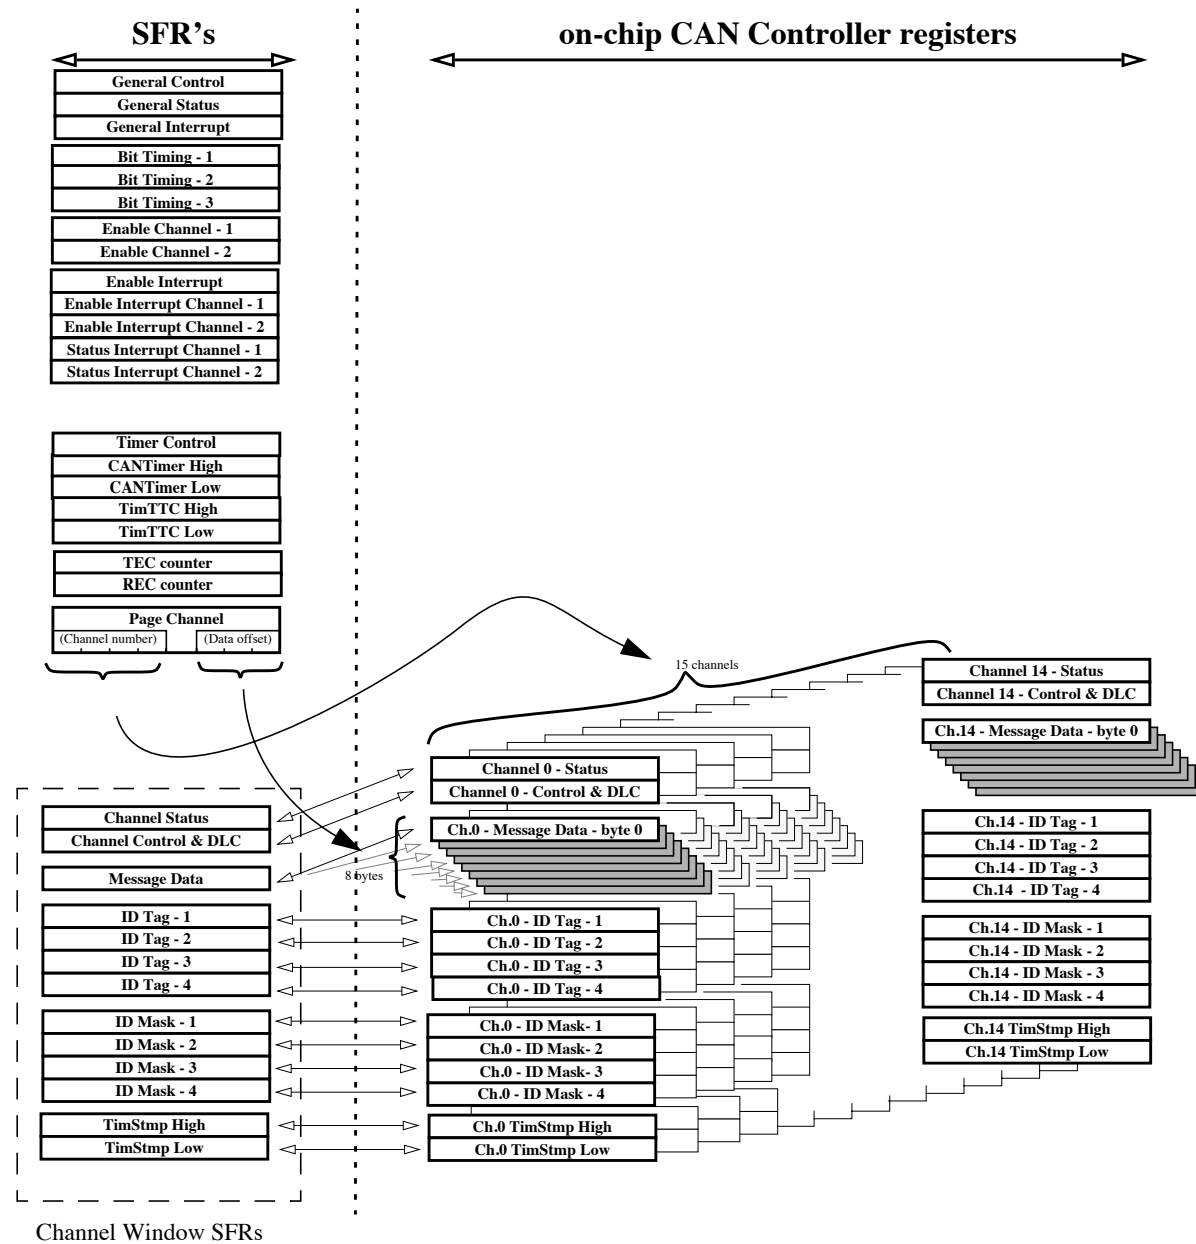 SFR's
on-chip CAN Controller registers
General Control
General Status
General Interrupt
Bit Timing - 1
Bit Timing - 2
Bit Timing - 3
Enable Channel - 1
Enable Channel - 2
Enable Interrupt
Enable Interrupt Channel - 1
Enable Interrupt Channel - 2
Status Interrupt Channel - 1
Status Interrupt Channel - 2
Timer Control
CANTimer High
CANTimer Low
TimTTC High
TimTTC Low
TEC counter
REC counter
Page Channel
(Channel number)
(Data offset)
15 channels
Channel 14 - Status
Channel 14 - Control & DLC
Ch.14 - Message Data - byte 0
Ch.14 - ID Tag - 1
Ch.14 - ID Tag - 2
Ch.14 - ID Tag - 3
Ch.14 - ID Tag - 4
Ch.14 - ID Mask - 1
Ch.14 - ID Mask - 2
Ch.14 - ID Mask - 3
Ch.14 - ID Mask - 4
Ch.14 TimStmp High
Ch.14 TimStmp Low
Channel 0 - Status
Channel 0 - Control & DLC
Ch.0 - Message Data - byte 0
8 bytes
Ch.0 - ID Tag - 1
Ch.0 - ID Tag - 2
Ch.0 - ID Tag - 3
Ch.0 - ID Tag - 4
Ch.0 - ID Mask- 1
Ch.0 - ID Mask- 2
Ch.0 - ID Mask- 3
Ch.0 - ID Mask - 4
Ch.0 TimStmp High
Ch.0 TimStmp Low
Channel Status
Channel Control & DLC
Message Data
ID Tag - 1
ID Tag - 2
ID Tag - 3
ID Tag - 4
ID Mask - 1
ID Mask - 2
ID Mask - 3
ID Mask - 4
TimStmp High
TimStmp Low
Channel Window SFRs